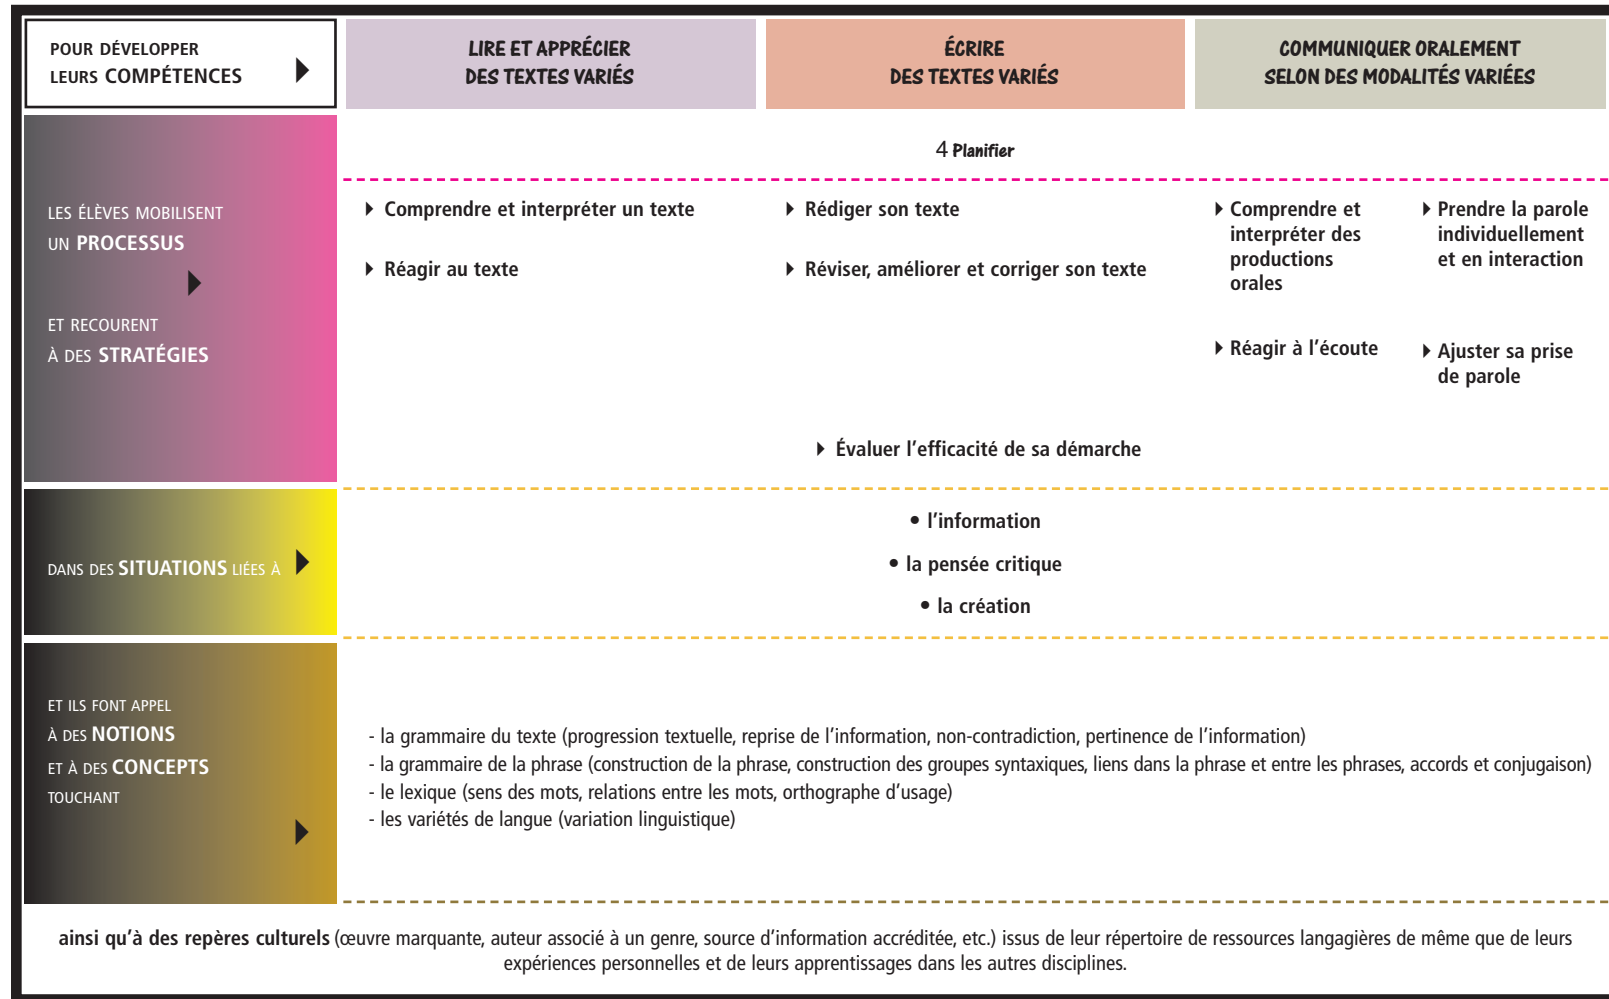 POUR DÉVELOPPER
LEURS COMPÉTENCES
LIRE ET APPRÉCIER
DES TEXTES VARIÉS
ÉCRIRE
DES TEXTES VARIÉS
COMMUNIQUER ORALEMENT
SELON DES MODALITÉS VARIÉES
LES ÉLÈVES MOBILISENT
UN PROCESSUS
ET RECOURENT
À DES STRATÉGIES
4 Planifier
Comprendre et interpréter un texte
Réagir au texte
Rédiger son texte
Réviser, améliorer et corriger son texte
Comprendre et
interpréter des
productions
orales
Réagir à l'écoute
Prendre la parole
individuellement
et en interaction
Ajuster sa prise
de parole
Évaluer l'efficacité de sa démarche
DANS DES SITUATIONS LIÉES À
• l'information
• la pensée critique
• la création
ET ILS FONT APPEL
À DES NOTIONS
ET À DES CONCEPTS
TOUCHANT
- la grammaire du texte (progression textuelle, reprise de l'information, non-contradiction, pertinence de l'information)
- la grammaire de la phrase (construction de la phrase, construction des groupes syntaxiques, liens dans la phrase et entre les phrases, accords et conjugaison)
- le lexique (sens des mots, relations entre les mots, orthographe d'usage)
- les variétés de langue (variation linguistique)
ainsi qu'à des repères culturels (œuvre marquante, auteur associé à un genre, source d'information accréditée, etc.) issus de leur répertoire de ressources langagières de même que de leurs
expériences personnelles et de leurs apprentissages dans les autres disciplines.